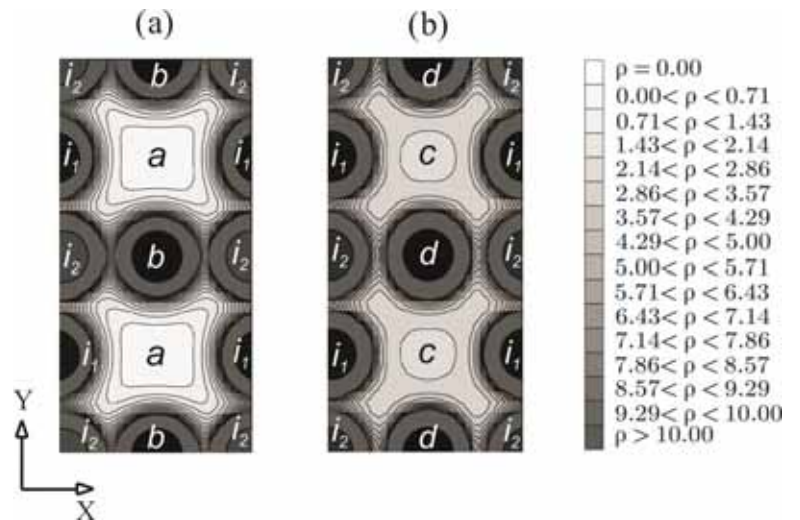 (a) (b)
i2 b i2 i2 d i2
i1 a i1 i1 c i1
i2 b i2 i2 d i2
i1 a i1 i1 c i1
i2 b i2 i2 d i2
ρ = 0.00
0.00< ρ < 0.71
0.71< ρ < 1.43
1.43< ρ < 2.14
2.14< ρ < 2.86
2.86< ρ < 3.57
3.57< ρ < 4.29
4.29< ρ < 5.00
5.00< ρ < 5.71
5.71< ρ < 6.43
6.43< ρ < 7.14
7.14< ρ < 7.86
7.86< ρ < 8.57
8.57< ρ < 9.29
9.29< ρ < 10.00
ρ > 10.00
Y
X